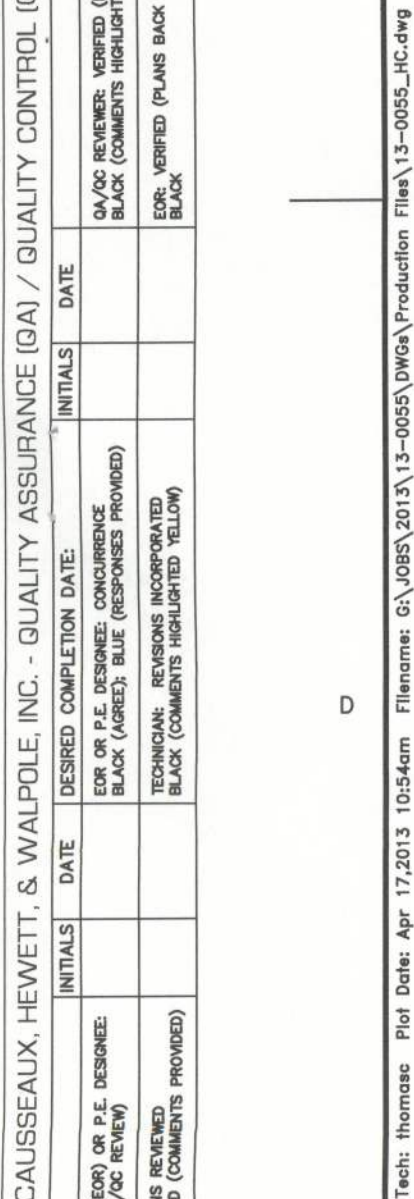 CAUSSEAUX, HEWETT, & WALPOLE, INC. - QUALITY ASSURANCE (QA) / QUALITY CONTROL
INITIALS DATE DESIRED COMPLETION DATE: INITIALS DATE
EOR) OR P.E. DESIGNEE:
/QC REVIEW)
EOR OR P.E. DESIGNEE: CONCURRENCE
BLACK (AGREE); BLUE (RESPONSES PROVIDED)
QA/QC REVIEWER: VERIFIED
BLACK (COMMENTS HIGHLIGHT
IS REVIEWED
D (COMMENTS PROVIDED)
TECHNICIAN: REVISIONS INCORPORATED
BLACK (COMMENTS HIGHLIGHTED YELLOW)
EOR: VERIFIED (PLANS BACK
BLACK
D
Tech: thomasc Plot Date: Apr 17,2013 10:54am Filename: G:\JOBS\2013\13-0055\DWGs\Production Files\13-0055_HC.dwg